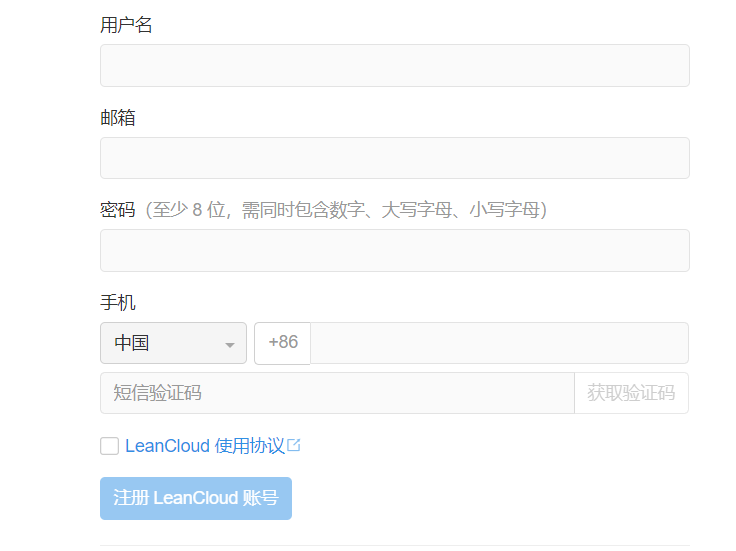 用户名
邮箱
密码（至少 8 位，需同时包含数字、大写字母、小写字母）
手机
中国 +86
短信验证码 获取验证码
LeanCloud 使用协议
注册 LeanCloud 账号